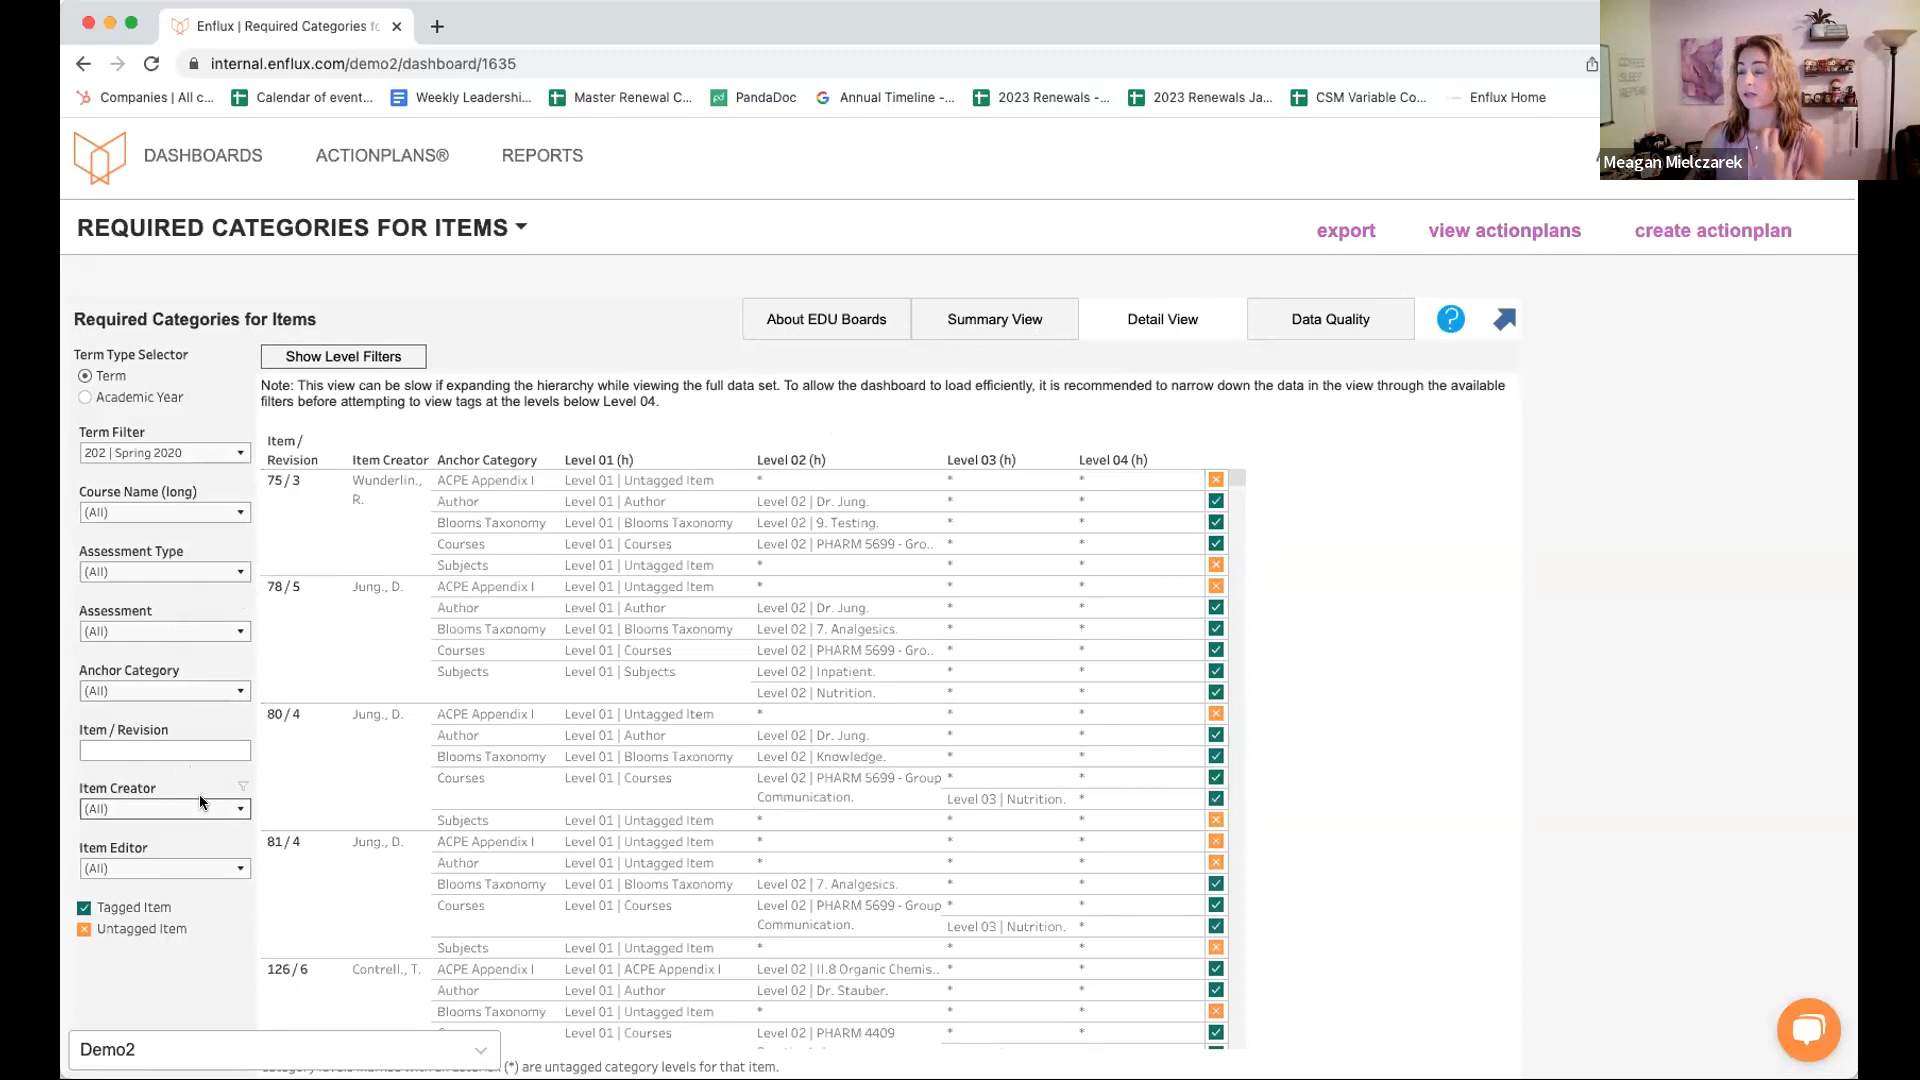 Enflux | Required Categories fo
internal.enflux.com/demo2/dashboard/1635
Companies | All c...
Calendar of event...
Weekly Leadershi...
Master Renewal C...
PandaDoc
Annual Timeline -...
2023 Renewals -...
2023 Renewals Ja...
CSM Variable Co...
Enflux Home
Meagan Mielczarek
DASHBOARDS
ACTIONPLANS®
REPORTS
REQUIRED CATEGORIES FOR ITEMS
export
view actionplans
create actionplan
Required Categories for Items
About EDU Boards
Summary View
Detail View
Data Quality
?
Term Type Selector
Term
Academic Year
Term Filter
202 | Spring 2020
Course Name (long)
(All)
Assessment Type
(All)
Assessment
(All)
Anchor Category
(All)
Item / Revision
Item Creator
(All)
Item Editor
(All)
Tagged Item
Untagged Item
Show Level Filters
Note: This view can be slow if expanding the hierarchy while viewing the full data set. To allow the dashboard to load efficiently, it is recommended to narrow down the data in the view through the available
filters before attempting to view tags at the levels below Level 04.
Item / Revision Item Creator Anchor Category Level 01 (h) Level 02 (h) Level 03 (h) Level 04 (h)
75 / 3 Wunderlin., R. ACPE Appendix I Level 01 | Untagged Item * * *
Author Level 01 | Author Level 02 | Dr. Jung. * *
Blooms Taxonomy Level 01 | Blooms Taxonomy Level 02 | 9. Testing. * *
Courses Level 01 | Courses Level 02 | PHARM 5699 - Gro.. * *
Subjects Level 01 | Untagged Item * * *
78 / 5 Jung., D. ACPE Appendix I Level 01 | Untagged Item * * *
Author Level 01 | Author Level 02 | Dr. Jung. * *
Blooms Taxonomy Level 01 | Blooms Taxonomy Level 02 | 7. Analgesics. * *
Courses Level 01 | Courses Level 02 | PHARM 5699 - Gro.. * *
Subjects Level 01 | Subjects Level 02 | Inpatient. * *
Level 02 | Nutrition. * *
80 / 4 Jung., D. ACPE Appendix I Level 01 | Untagged Item * * *
Author Level 01 | Author Level 02 | Dr. Jung. * *
Blooms Taxonomy Level 01 | Blooms Taxonomy Level 02 | Knowledge. * *
Courses Level 01 | Courses Level 02 | PHARM 5699 - Group * *
Communication. Level 03 | Nutrition. *
Subjects Level 01 | Untagged Item * * *
81 / 4 Jung., D. ACPE Appendix I Level 01 | Untagged Item * * *
Author Level 01 | Untagged Item * * *
Blooms Taxonomy Level 01 | Blooms Taxonomy Level 02 | 7. Analgesics. * *
Courses Level 01 | Courses Level 02 | PHARM 5699 - Group * *
Communication. Level 03 | Nutrition. *
Subjects Level 01 | Untagged Item * * *
126 / 6 Contrell., T. ACPE Appendix I Level 01 | ACPE Appendix I Level 02 | II.8 Organic Chemis.. * *
Author Level 01 | Author Level 02 | Dr. Stauber. * *
Blooms Taxonomy Level 01 | Untagged Item * * *
Level 01 | Courses Level 02 | PHARM 4409 * *
Demo2
(*) are untagged category levels for that item.